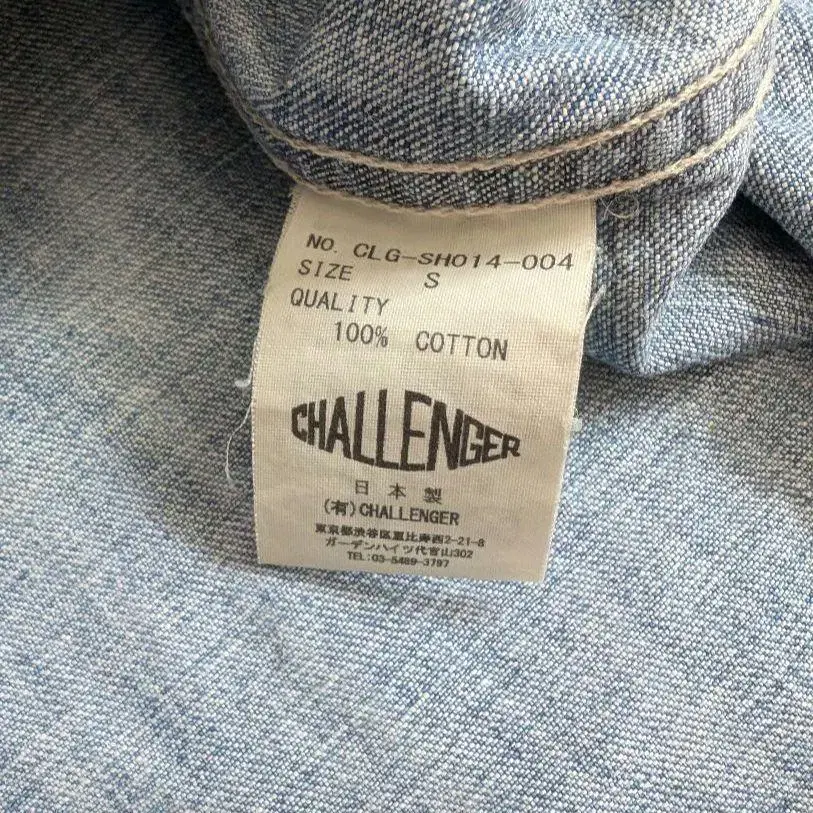 NO. CLG-SH014-004
SIZE S
QUALITY
100% COTTON
CHALLENGER
日本製
(有)CHALLENGER
東京都渋谷区恵比寿西2-21-8
ガーデンハイツ代官山302
TEL:03-5489-3797